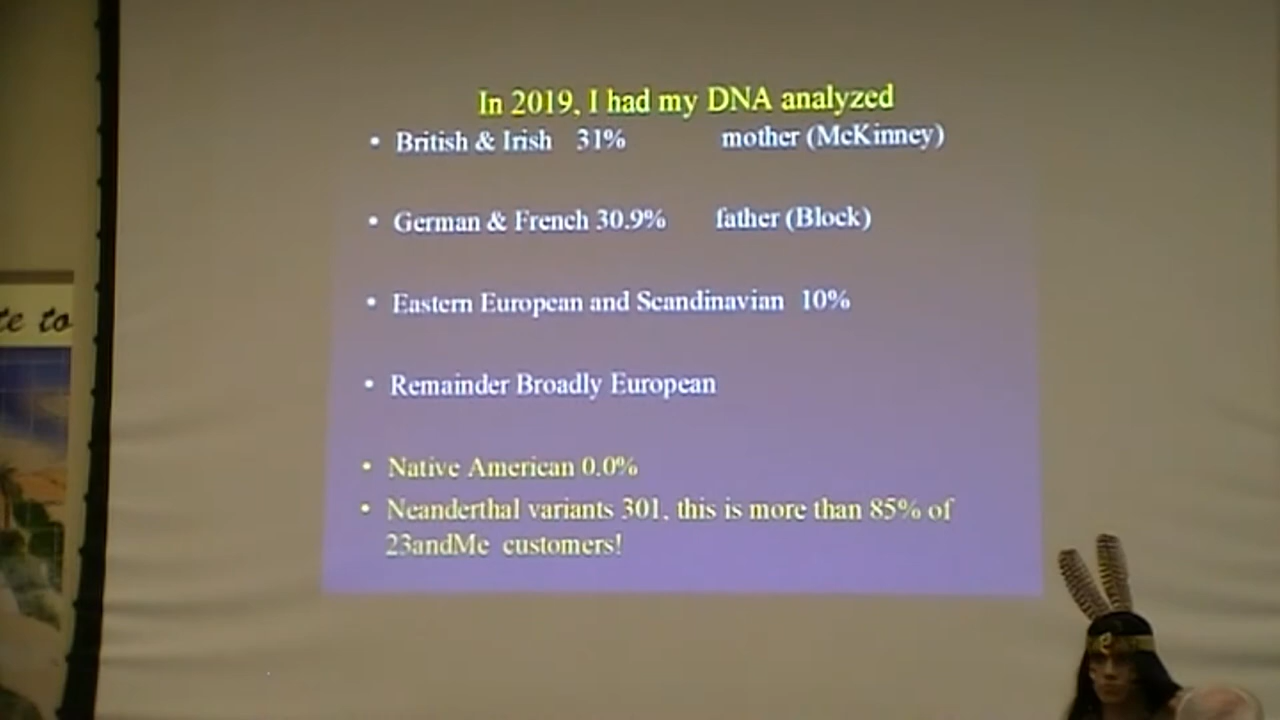 In 2019, I had my DNA analyzed
• British & Irish 31% mother (McKinney)
• German & French 30.9% father (Block)
• Eastern European and Scandinavian 10%
• Remainder Broadly European
• Native American 0.0%
• Neanderthal variants 301, this is more than 85% of
23andMe customers!
te to